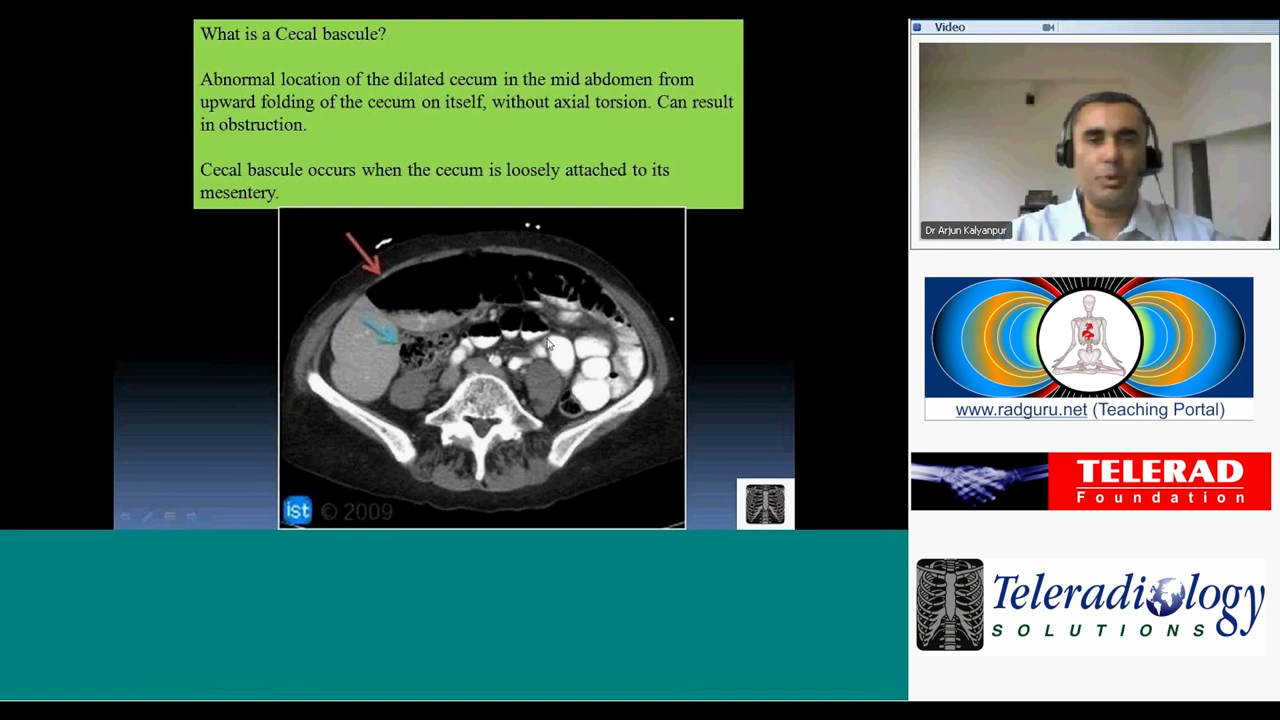 What is a Cecal bascule?
Abnormal location of the dilated cecum in the mid abdomen from
upward folding of the cecum on itself, without axial torsion. Can result
in obstruction.
Cecal bascule occurs when the cecum is loosely attached to its
mesentery.
ist © 2009
Video
Dr Arjun Kalyanpur
www.radguru.net (Teaching Portal)
TELERAD
Foundation
Teleradiology
SOLUTIONS